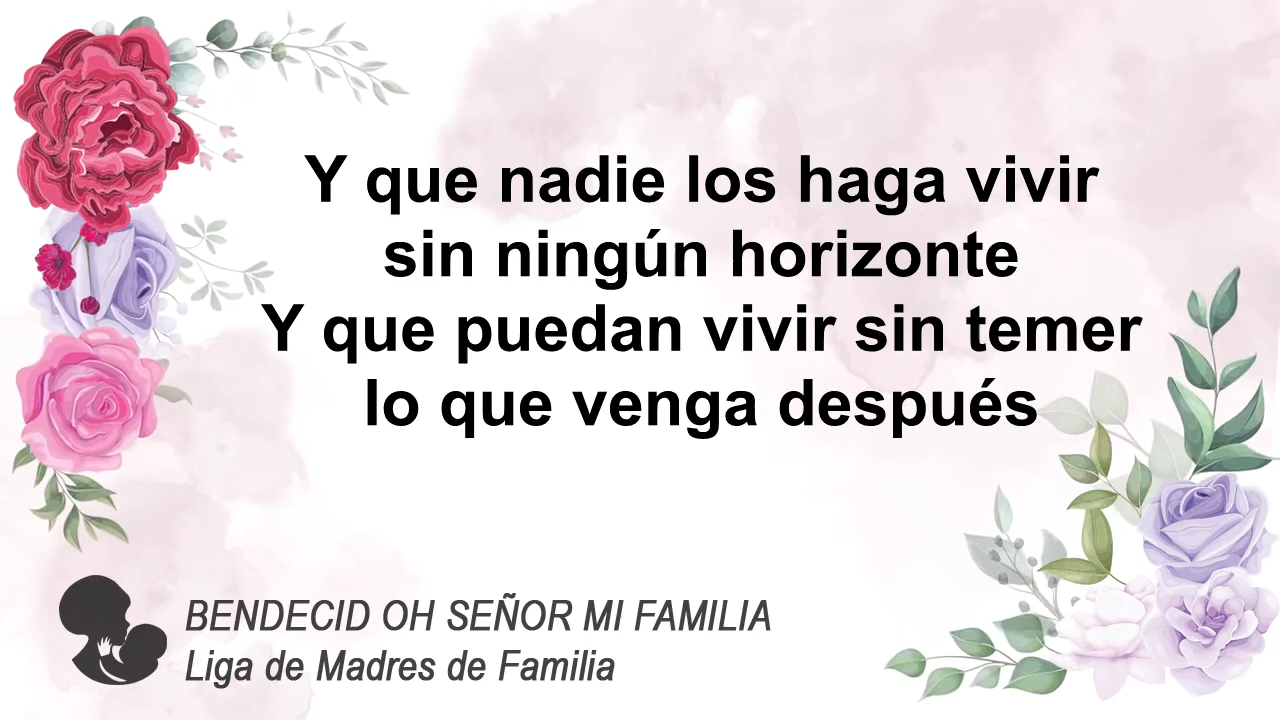 Y que nadie los haga vivir
sin ningún horizonte
Y que puedan vivir sin temer
lo que venga después
BENDECID OH SEÑOR MI FAMILIA
Liga de Madres de Familia